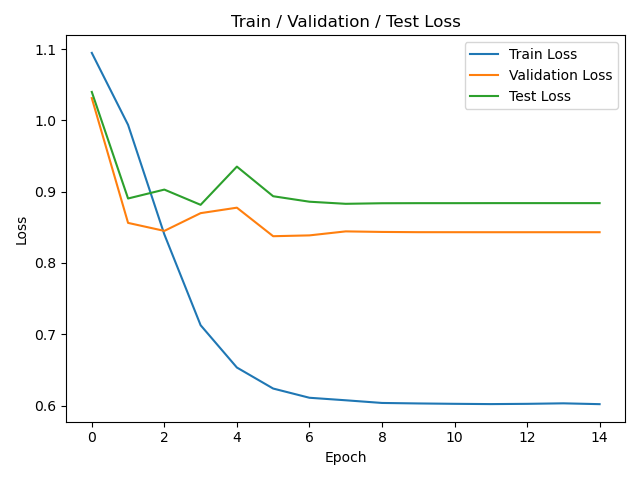 Train / Validation / Test Loss
Train Loss
Validation Loss
Test Loss
1.1
1.0
0.9
0.8
0.7
0.6
Loss
0 2 4 6 8 10 12 14
Epoch